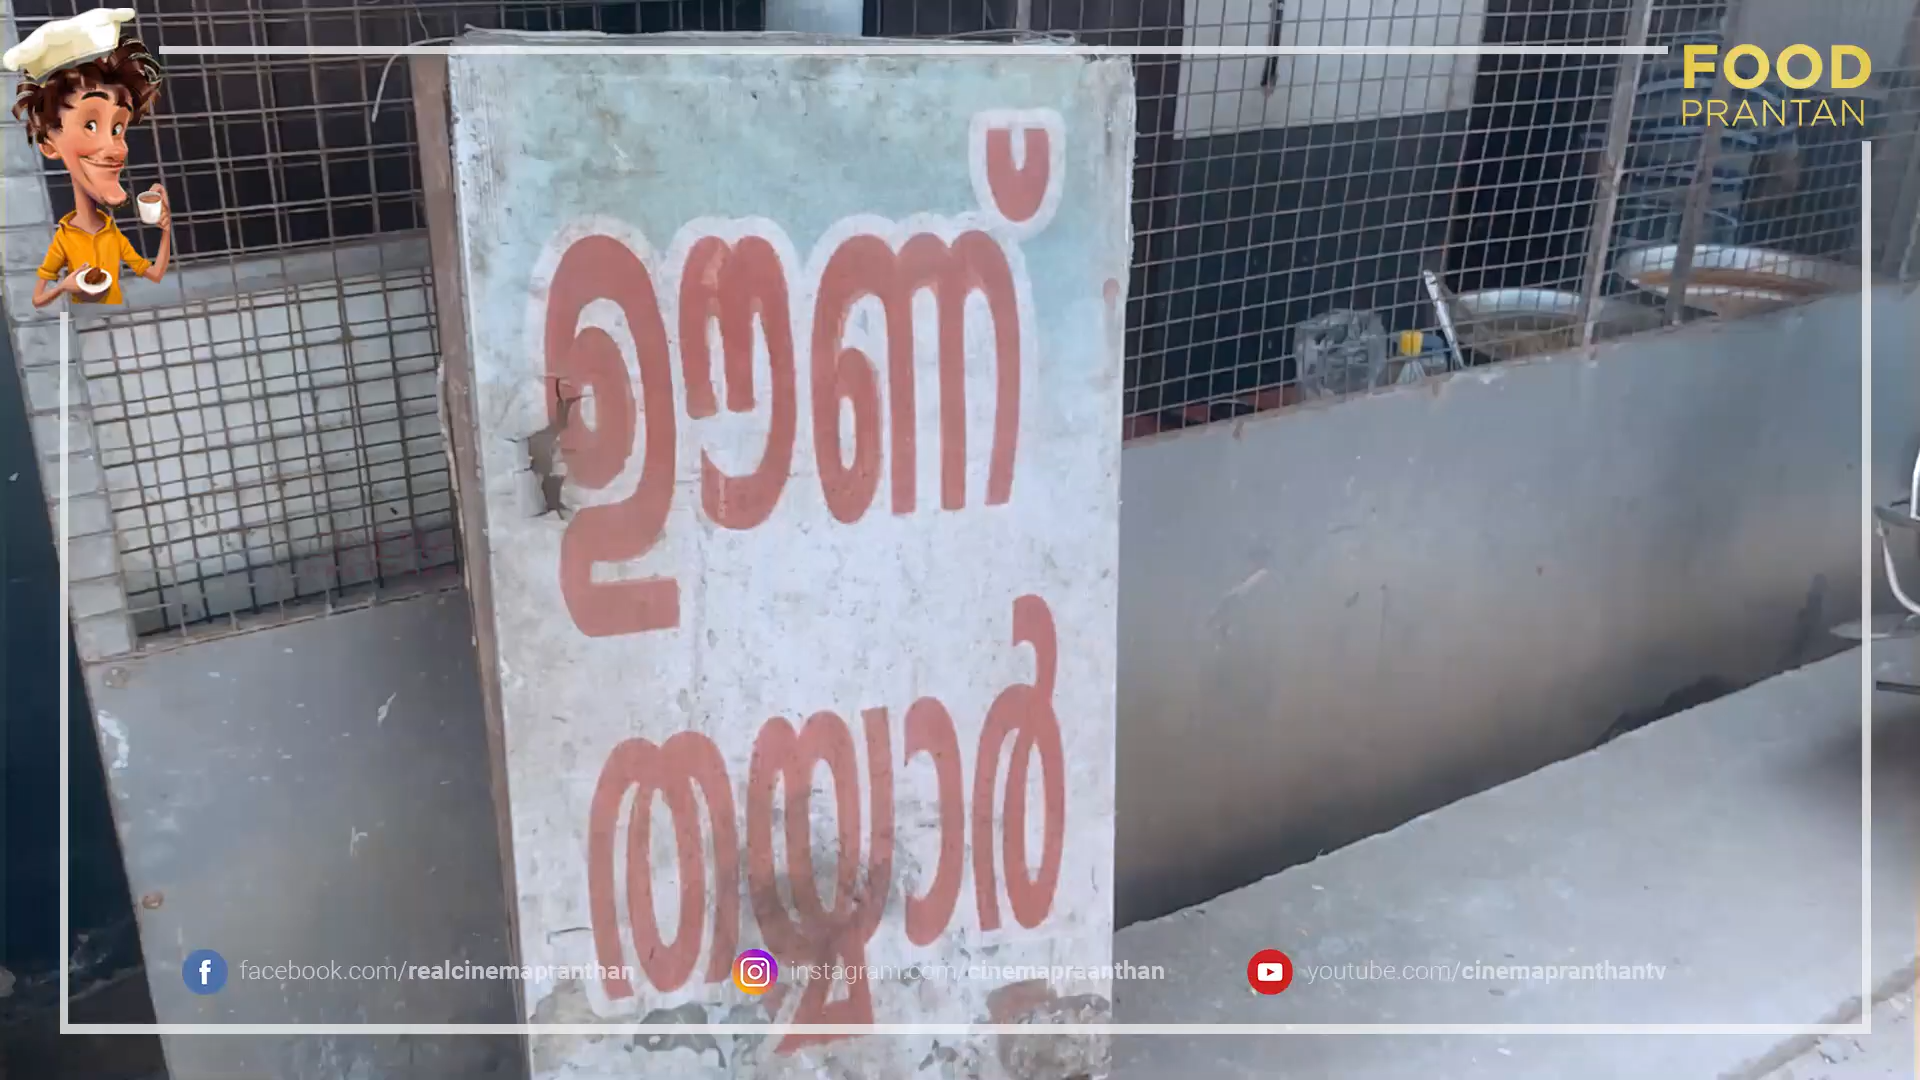 FOOD
PRANTAN
ഊണ്
തയ്യാർ
facebook.com/realcinemapranthan
instagram.com/cinemapraanthan
youtube.com/cinemapranthantv